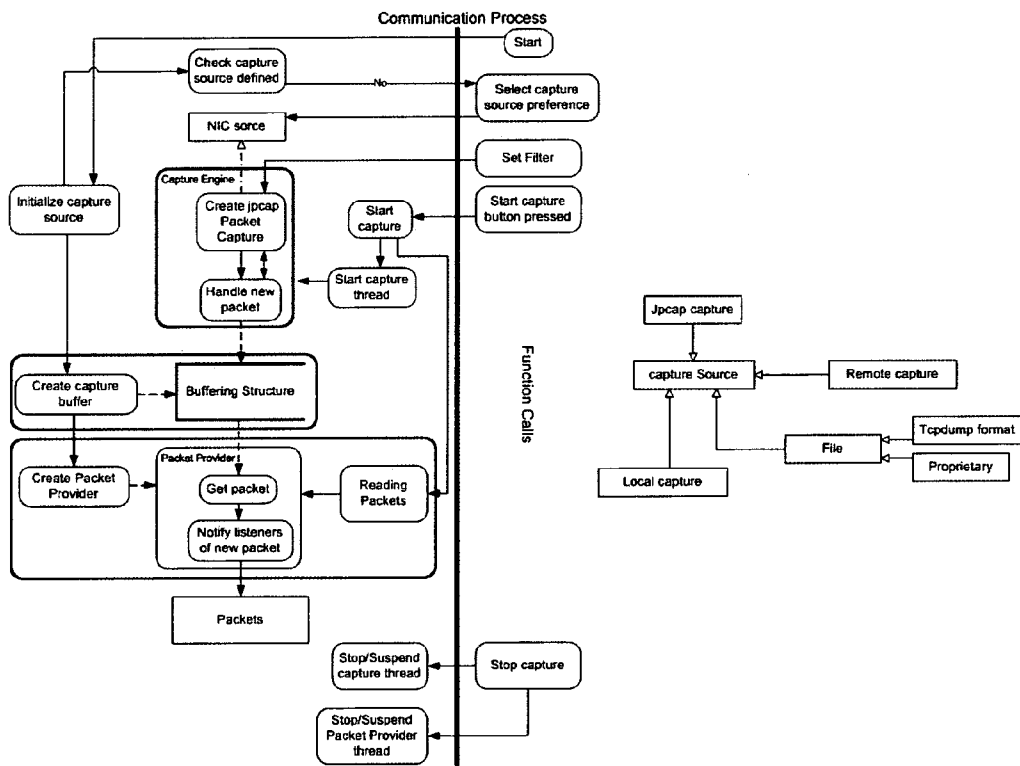 Communication Process
Start
Check capture
source defined
No
Select capture
source preference
NIC sorce
Set Filter
Capture Engine
Initialize capture
source
Create jpcap
Packet
Capture
Start
capture
Start capture
button pressed
Handle new
packet
Start capture
thread
Jpcap capture
Function Calls
capture Source
Remote capture
Create capture
buffer
Buffering Structure
Tcpdump format
File
Proprietary
Local capture
Packet Provider
Create Packet
Provider
Get packet
Reading
Packets
Notify listeners
of new packet
Packets
Stop/Suspend
capture thread
Stop capture
Stop/Suspend
Packet Provider
thread